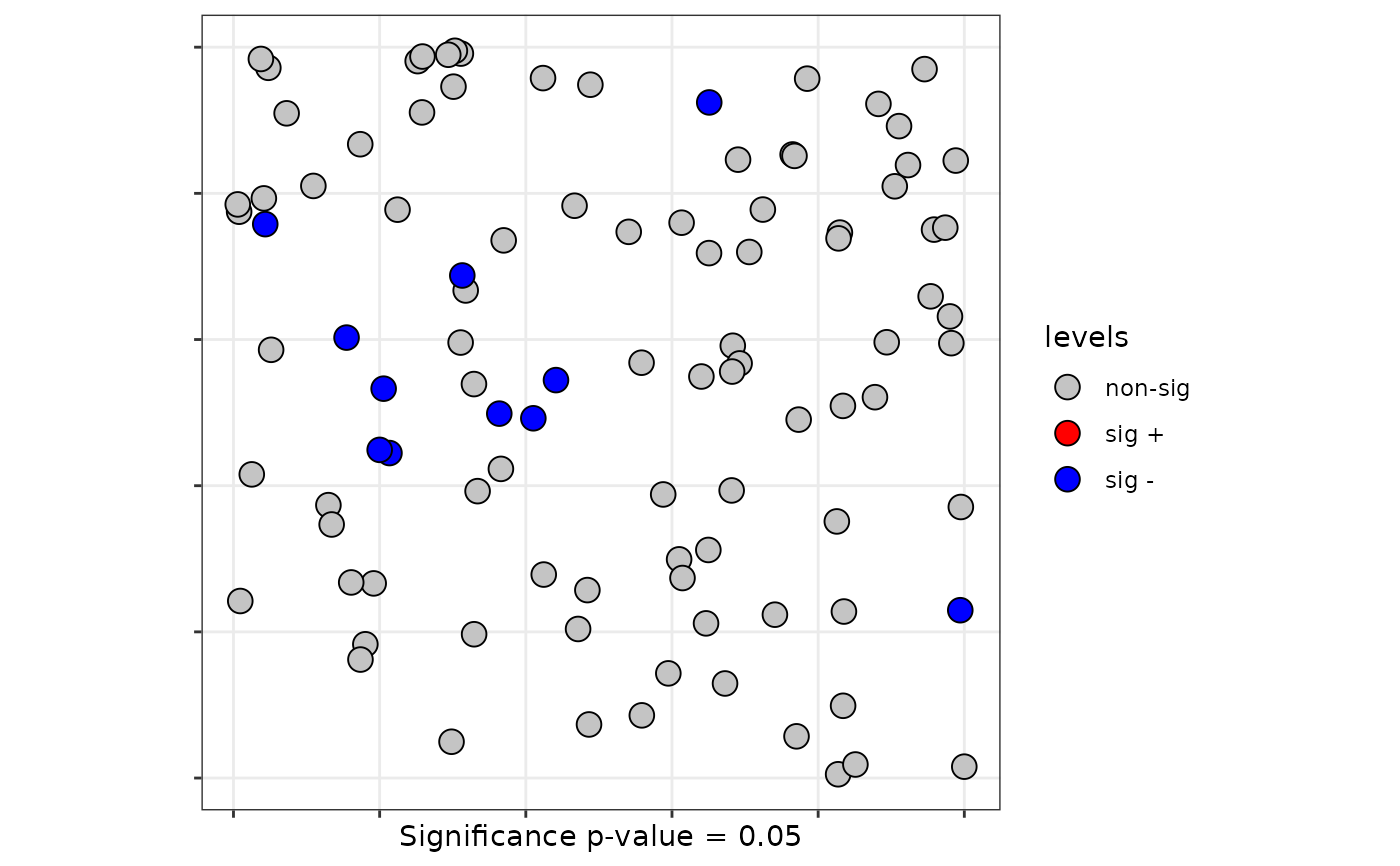 levels
non-sig
sig +
sig -
Significance p-value = 0.05